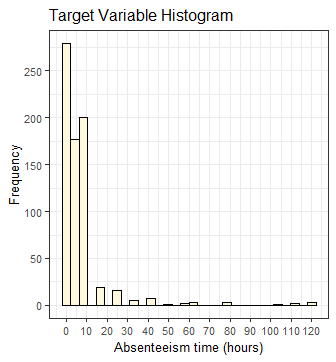 Target Variable Histogram
Frequency
250
200
150
100
50
0
0 10 20 30 40 50 60 70 80 90 100 110 120
Absenteeism time (hours)